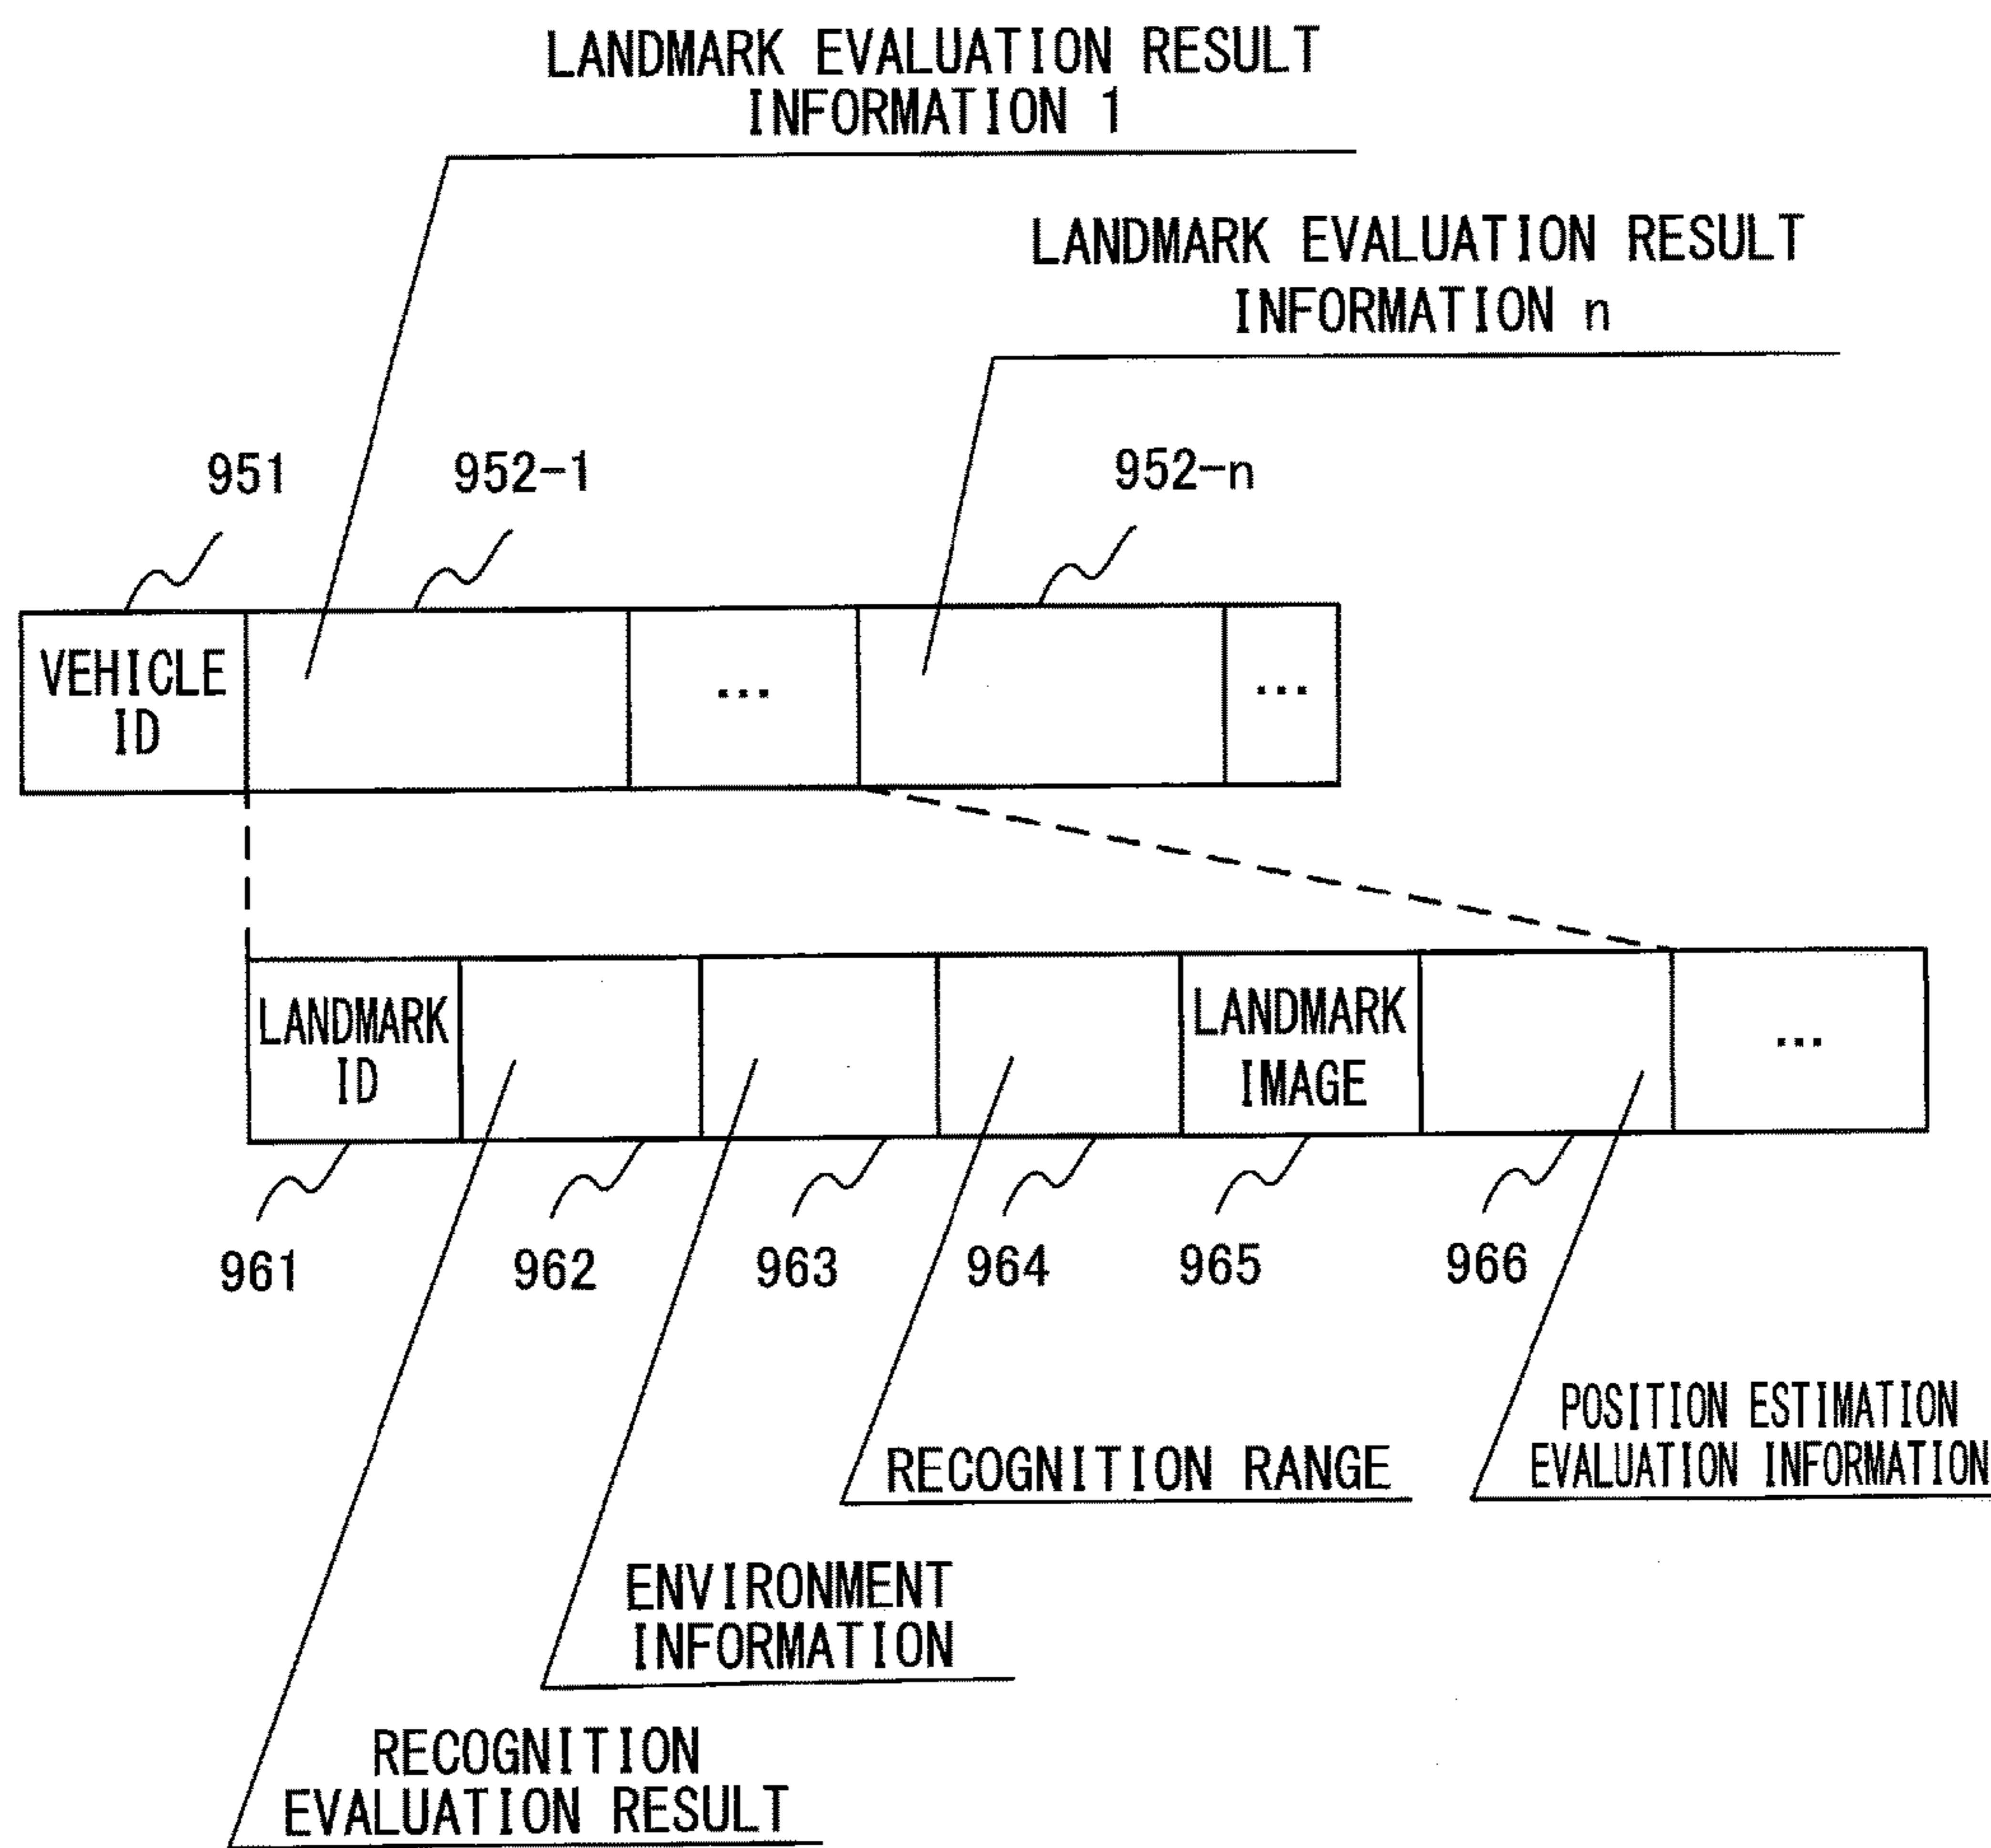 LANDMARK EVALUATION RESULT
INFORMATION 1
LANDMARK EVALUATION RESULT
INFORMATION n
951
952-1
952-n
VEHICLE
ID
...
...
LANDMARK
ID
LANDMARK
IMAGE
...
961
962
963
964
965
966
POSITION ESTIMATION
EVALUATION INFORMATION
RECOGNITION RANGE
ENVIRONMENT
INFORMATION
RECOGNITION
EVALUATION RESULT